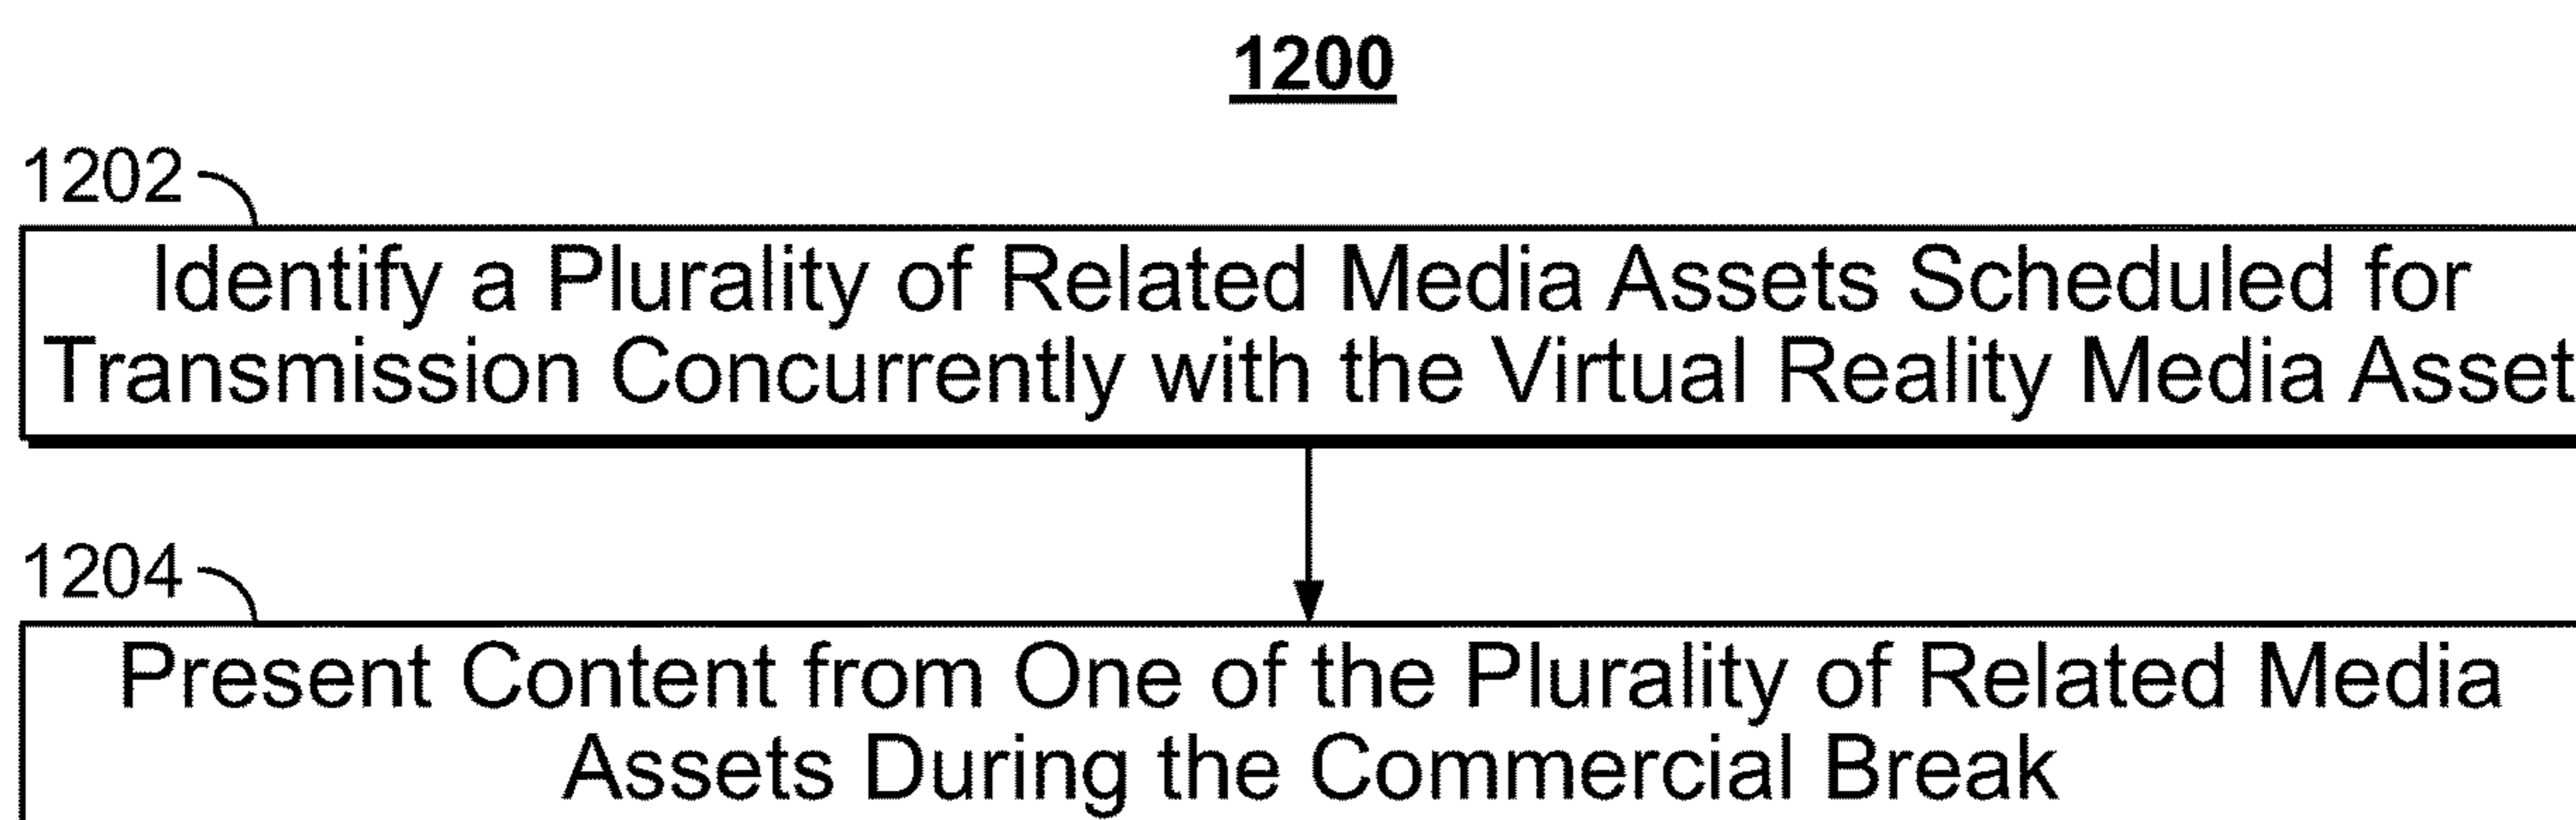 1200
1202
Identify a Plurality of Related Media Assets Scheduled for
Transmission Concurrently with the Virtual Reality Media Asset
1204
Present Content from One of the Plurality of Related Media
Assets During the Commercial Break